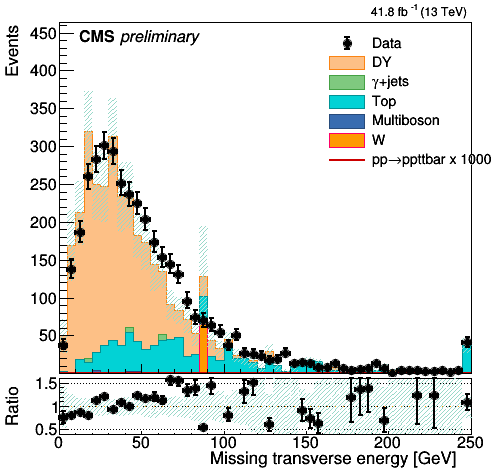 41.8 fb⁻¹ (13 TeV)
CMS preliminary
Events
450
400
350
300
250
200
150
100
50
Data
DY
γ+jets
Top
Multiboson
W
pp→ppttbar x 1000
Ratio
1.5
1
0.5
0 50 100 150 200 250
Missing transverse energy [GeV]